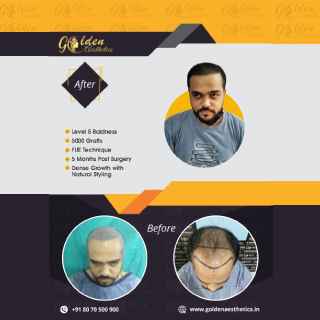 Golden
Aesthetics
After
Level 5 Baldness
5000 Grafts
FUE Technique
5 Months Post Surgery
Dense Growth with
Natural Styling
Before
+91 80 79 500 900
www.goldenaesthetics.in